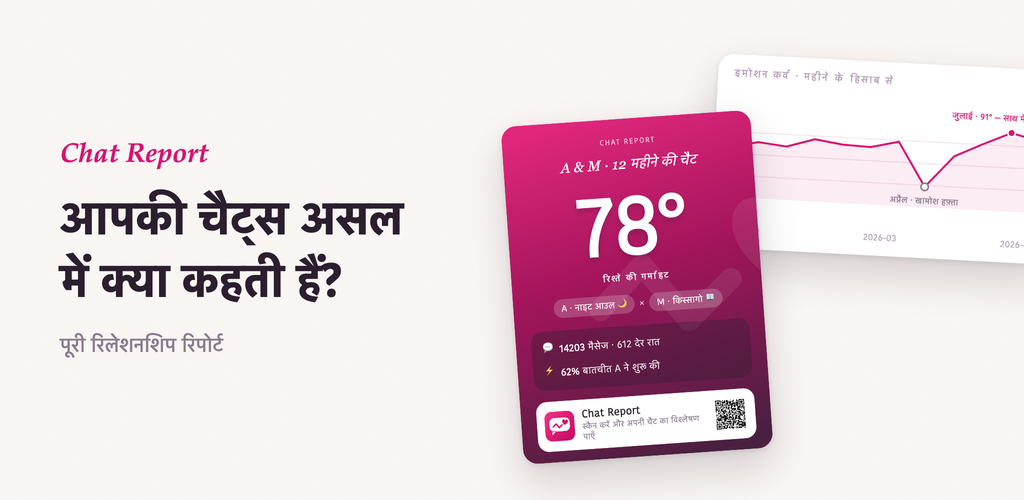 Chat Report
आपकी चैट्स असल
में क्या कहती हैं?
पूरी रिलेशनशिप रिपोर्ट
CHAT REPORT
A & M · 12 महीने की चैट
78°
रिश्ते की गर्माहट
A · नाइट आउल 🌙 × M · किस्सागो 📖
💬 14203 मैसेज · 612 देर रात
⚡ 62% बातचीत A ने शुरू की
Chat Report
स्कैन करें और अपनी चैट का विश्लेषण
पाएँ
इमोशन कर्व · महीने के हिसाब से
जुलाई · 91° — साथ में
अप्रैल · खामोश हफ़्ता
2026-03
2026-